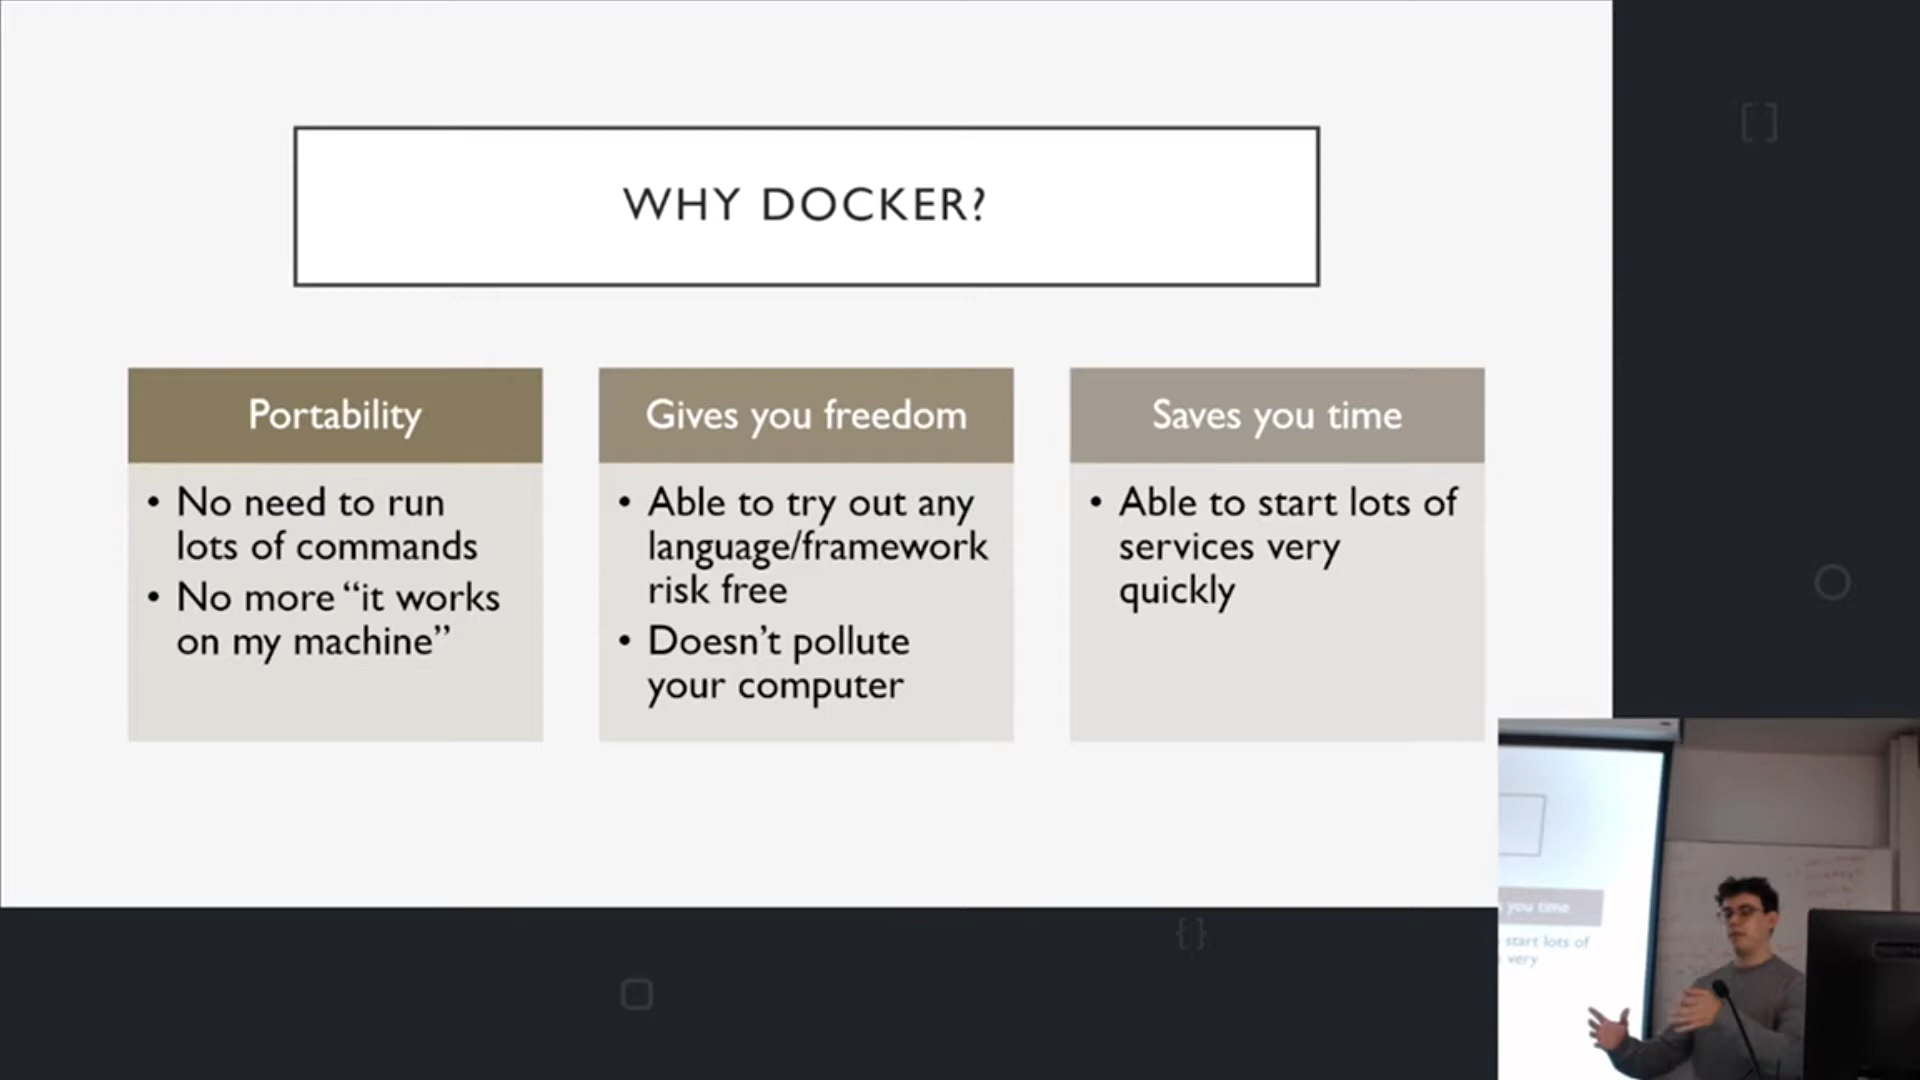 WHY DOCKER?
Portability
• No need to run
lots of commands
• No more “it works
on my machine”
Gives you freedom
• Able to try out any
language/framework
risk free
• Doesn’t pollute
your computer
Saves you time
• Able to start lots of
services very
quickly
[ ]
{ }
you time
start lots of
very